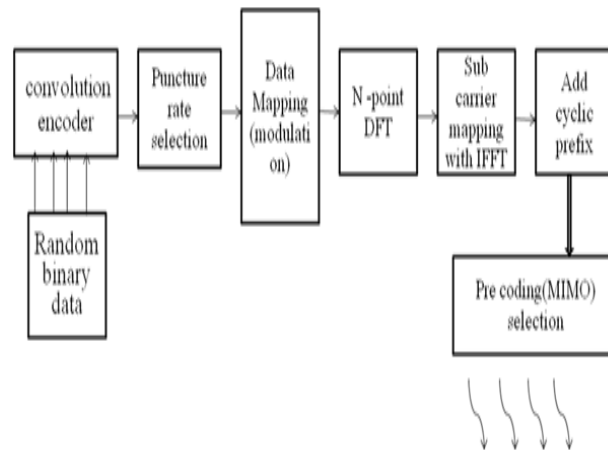 convolution
encoder
Puncture
rate
selection
Data
Mapping
(modulati
on)
N -point
DFT
Sub
carrier
mapping
with IFFT
Add
cyclic
prefix
Random
binary
data
Pre coding(MIMO)
selection